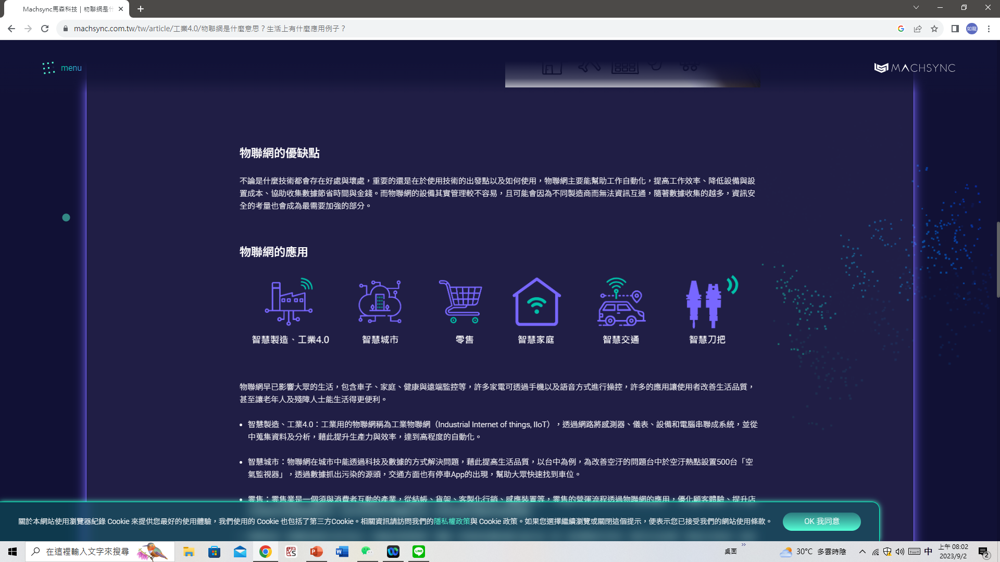 Machsync馬森科技 | 物聯網是什
machsync.com.tw/tw/article/工業4.0/物聯網是什麼意思？生活上有什麼應用例子？
如龍
menu
MACHSYNC
物聯網的優缺點
不論是什麼技術都會存在好處與壞處，重要的還是在於使用技術的出發點以及如何使用，物聯網主要能幫助工作自動化，提高工作效率、降低設備與設
置成本、協助收集數據節省時間與金錢。而物聯網的設備其實管理較不容易，且可能會因為不同製造商而無法資訊互通，隨著數據收集的越多，資訊安
全的考量也會成為最需要加強的部分。
物聯網的應用
智慧製造、工業4.0
智慧城市
零售
智慧家庭
智慧交通
智慧刀把
物聯網早已影響大眾的生活，包含車子、家庭、健康與遠端監控等，許多家電可透過手機以及語音方式進行操控，許多的應用讓使用者改善生活品質，
甚至讓老年人及殘障人士能生活得更便利。
• 智慧製造、工業4.0：工業用的物聯網稱為工業物聯網（Industrial Internet of things, IIoT），透過網路將感測器、儀表、設備和電腦串聯成系統，並從
中蒐集資料及分析，藉此提升生產力與效率，達到高程度的自動化。
• 智慧城市：物聯網在城市中能透過科技及數據的方式解決問題，藉此提高生活品質，以台中為例，為改善空汙的問題台中於空汙熱點設置500台「空
氣監視器」，透過數據抓出污染的源頭，交通方面也有停車App的出現，幫助大眾快速找到車位。
• 零售：零售業是一個須與消費者互動的產業，從結帳、貨架、客製化行銷、感應裝置等，零售的營運流程透過物聯網的應用，優化顧客體驗、提升店
關於本網站使用瀏覽器紀錄 Cookie 來提供您最好的使用體驗，我們使用的 Cookie 也包括了第三方Cookie。相關資訊請訪問我們的隱私權政策與 Cookie 政策。如果您選擇繼續瀏覽或關閉這個提示，便表示您已接受我們的網站使用條款。
OK 我同意
在這裡輸入文字來搜尋
桌面
30°C 多雲時陰
中
上午 08:02
2023/9/2
2